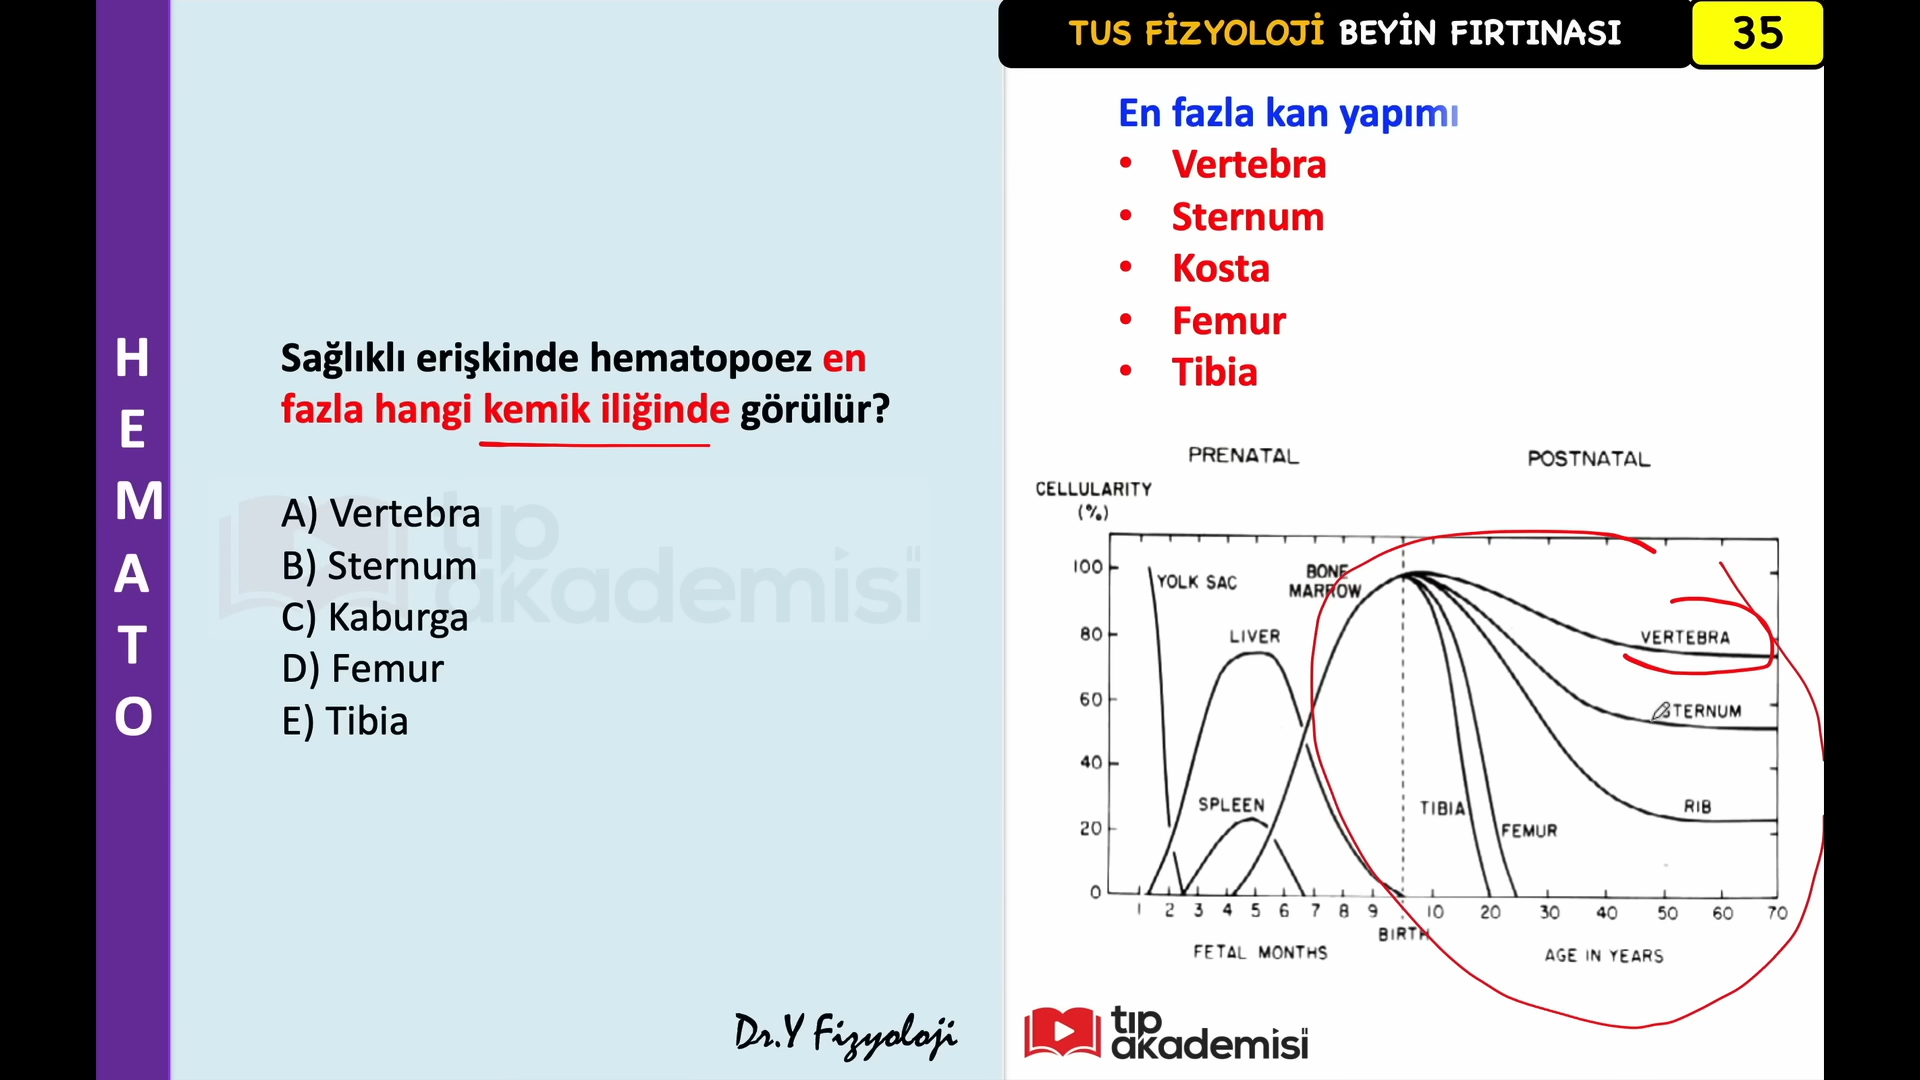 H
E
M
A
T
O
Sağlıklı erişkinde hematopoez en
fazla hangi kemik iliğinde görülür?
A) Vertebra
B) Sternum
C) Kaburga
D) Femur
E) Tibia
tıp
akademisi
Dr.Y Fizyoloji
TUS FİZYOLOJİ BEYİN FIRTINASI
35
En fazla kan yapımı
• Vertebra
• Sternum
• Kosta
• Femur
• Tibia
PRENATAL
POSTNATAL
CELLULARITY
(%)
100
80
60
40
20
0
YOLK SAC
LIVER
SPLEEN
BONE
MARROW
TIBIA
FEMUR
VERTEBRA
STERNUM
RIB
1 2 3 4 5 6 7 8 9 10 20 30 40 50 60 70
BIRTH
FETAL MONTHS
AGE IN YEARS
tıp
akademisi